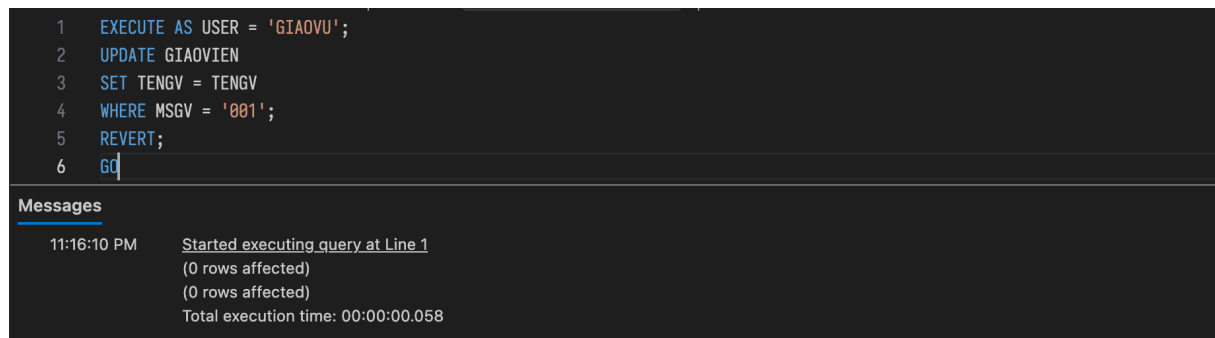 1 EXECUTE AS USER = 'GIAOVU';
2 UPDATE GIAOVIEN
3 SET TENGV = TENGV
4 WHERE MSGV = '001';
5 REVERT;
6 GO
Messages
11:16:10 PM Started executing query at Line 1
(0 rows affected)
(0 rows affected)
Total execution time: 00:00:00.058